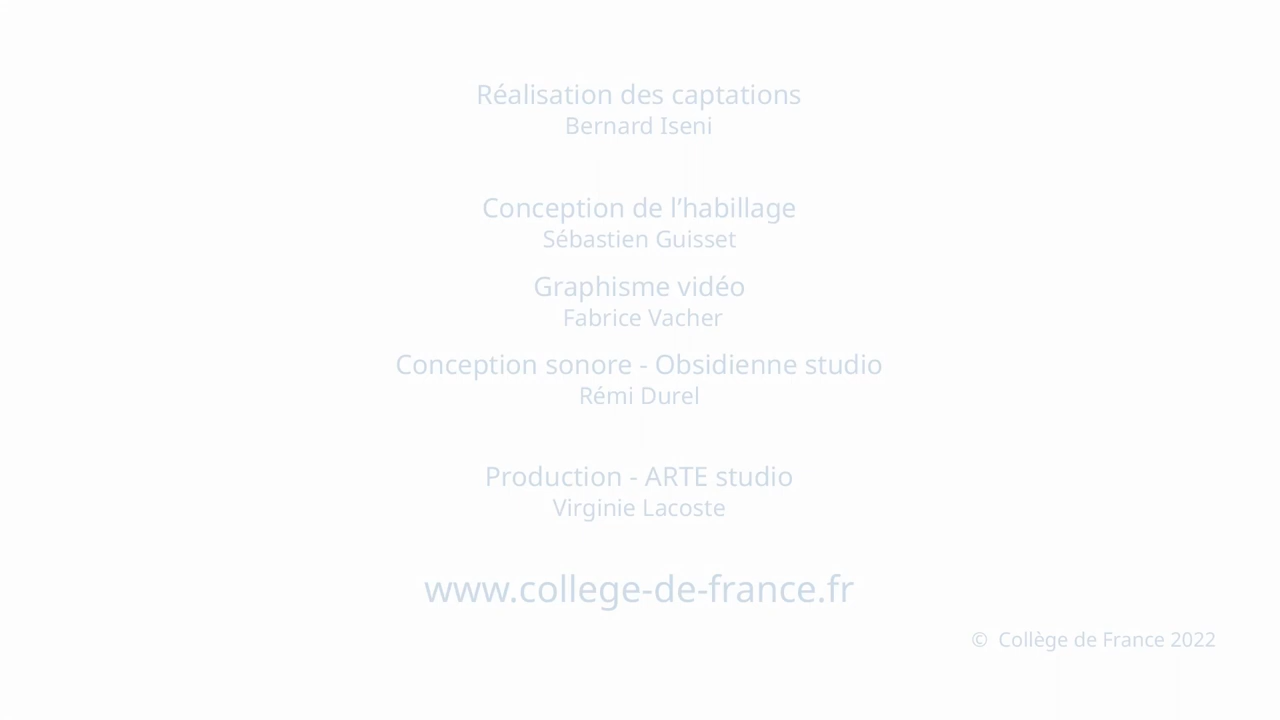 Réalisation des captations
Bernard Iseni
Conception de l’habillage
Sébastien Guisset
Graphisme vidéo
Fabrice Vacher
Conception sonore - Obsidienne studio
Rémi Durel
Production - ARTE studio
Virginie Lacoste
www.college-de-france.fr
© Collège de France 2022